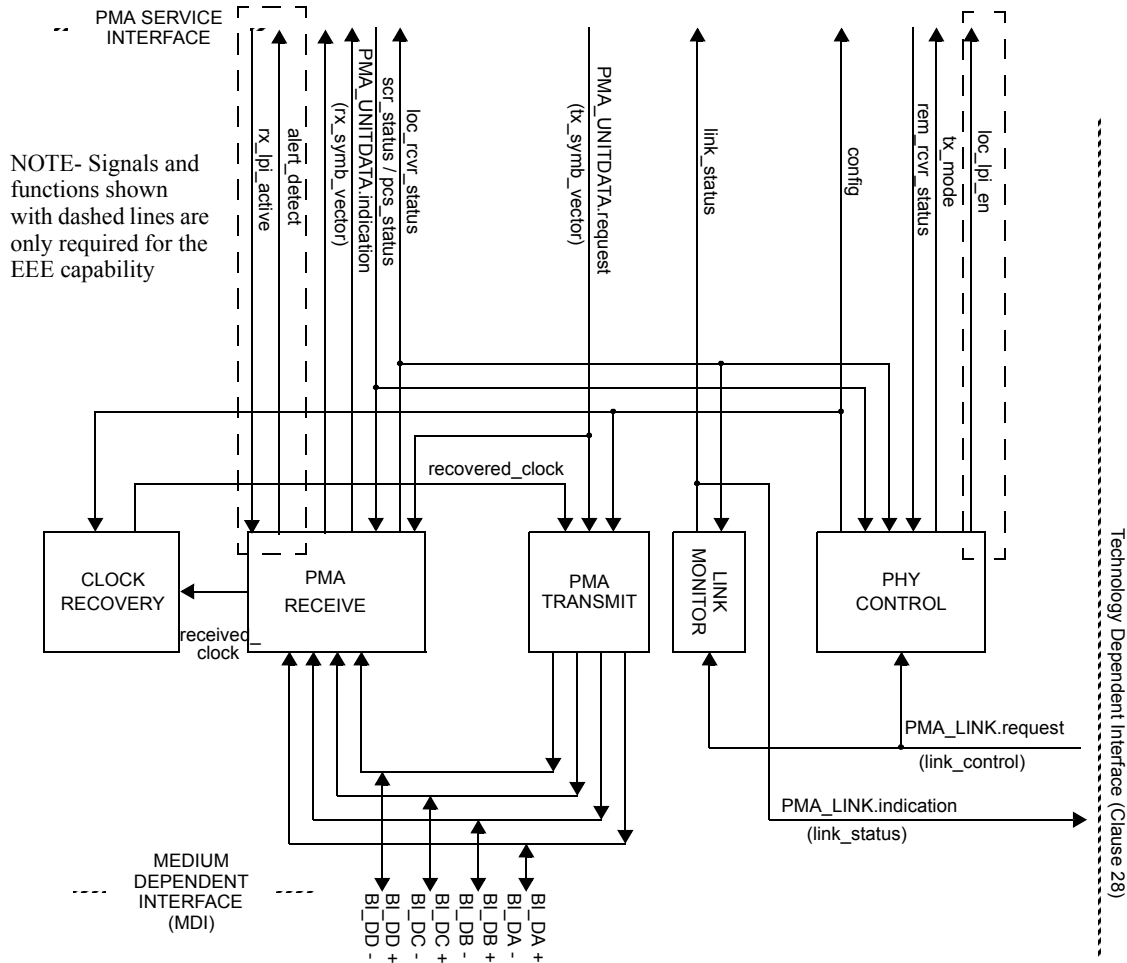 PMA SERVICE
INTERFACE
NOTE- Signals and
functions shown
with dashed lines are
only required for the
EEE capability
rx_lpi_active
alert_detect
PMA_UNITDATA.indication
(rx_symb_vector)
scr_status / pcs_status
loc_rcvr_status
PMA_UNITDATA.request
(tx_symb_vector)
link_status
config
rem_rcvr_status
tx_mode
loc_lpi_en
recovered_clock
CLOCK
RECOVERY
PMA
RECEIVE
PMA
TRANSMIT
LINK
MONITOR
PHY
CONTROL
received_
clock
PMA_LINK.request
(link_control)
PMA_LINK.indication
(link_status)
Technology Dependent Interface (Clause 28)
MEDIUM
DEPENDENT
INTERFACE
(MDI)
BI_DD -
BI_DD +
BI_DC -
BI_DC +
BI_DB -
BI_DB +
BI_DA -
BI_DA +